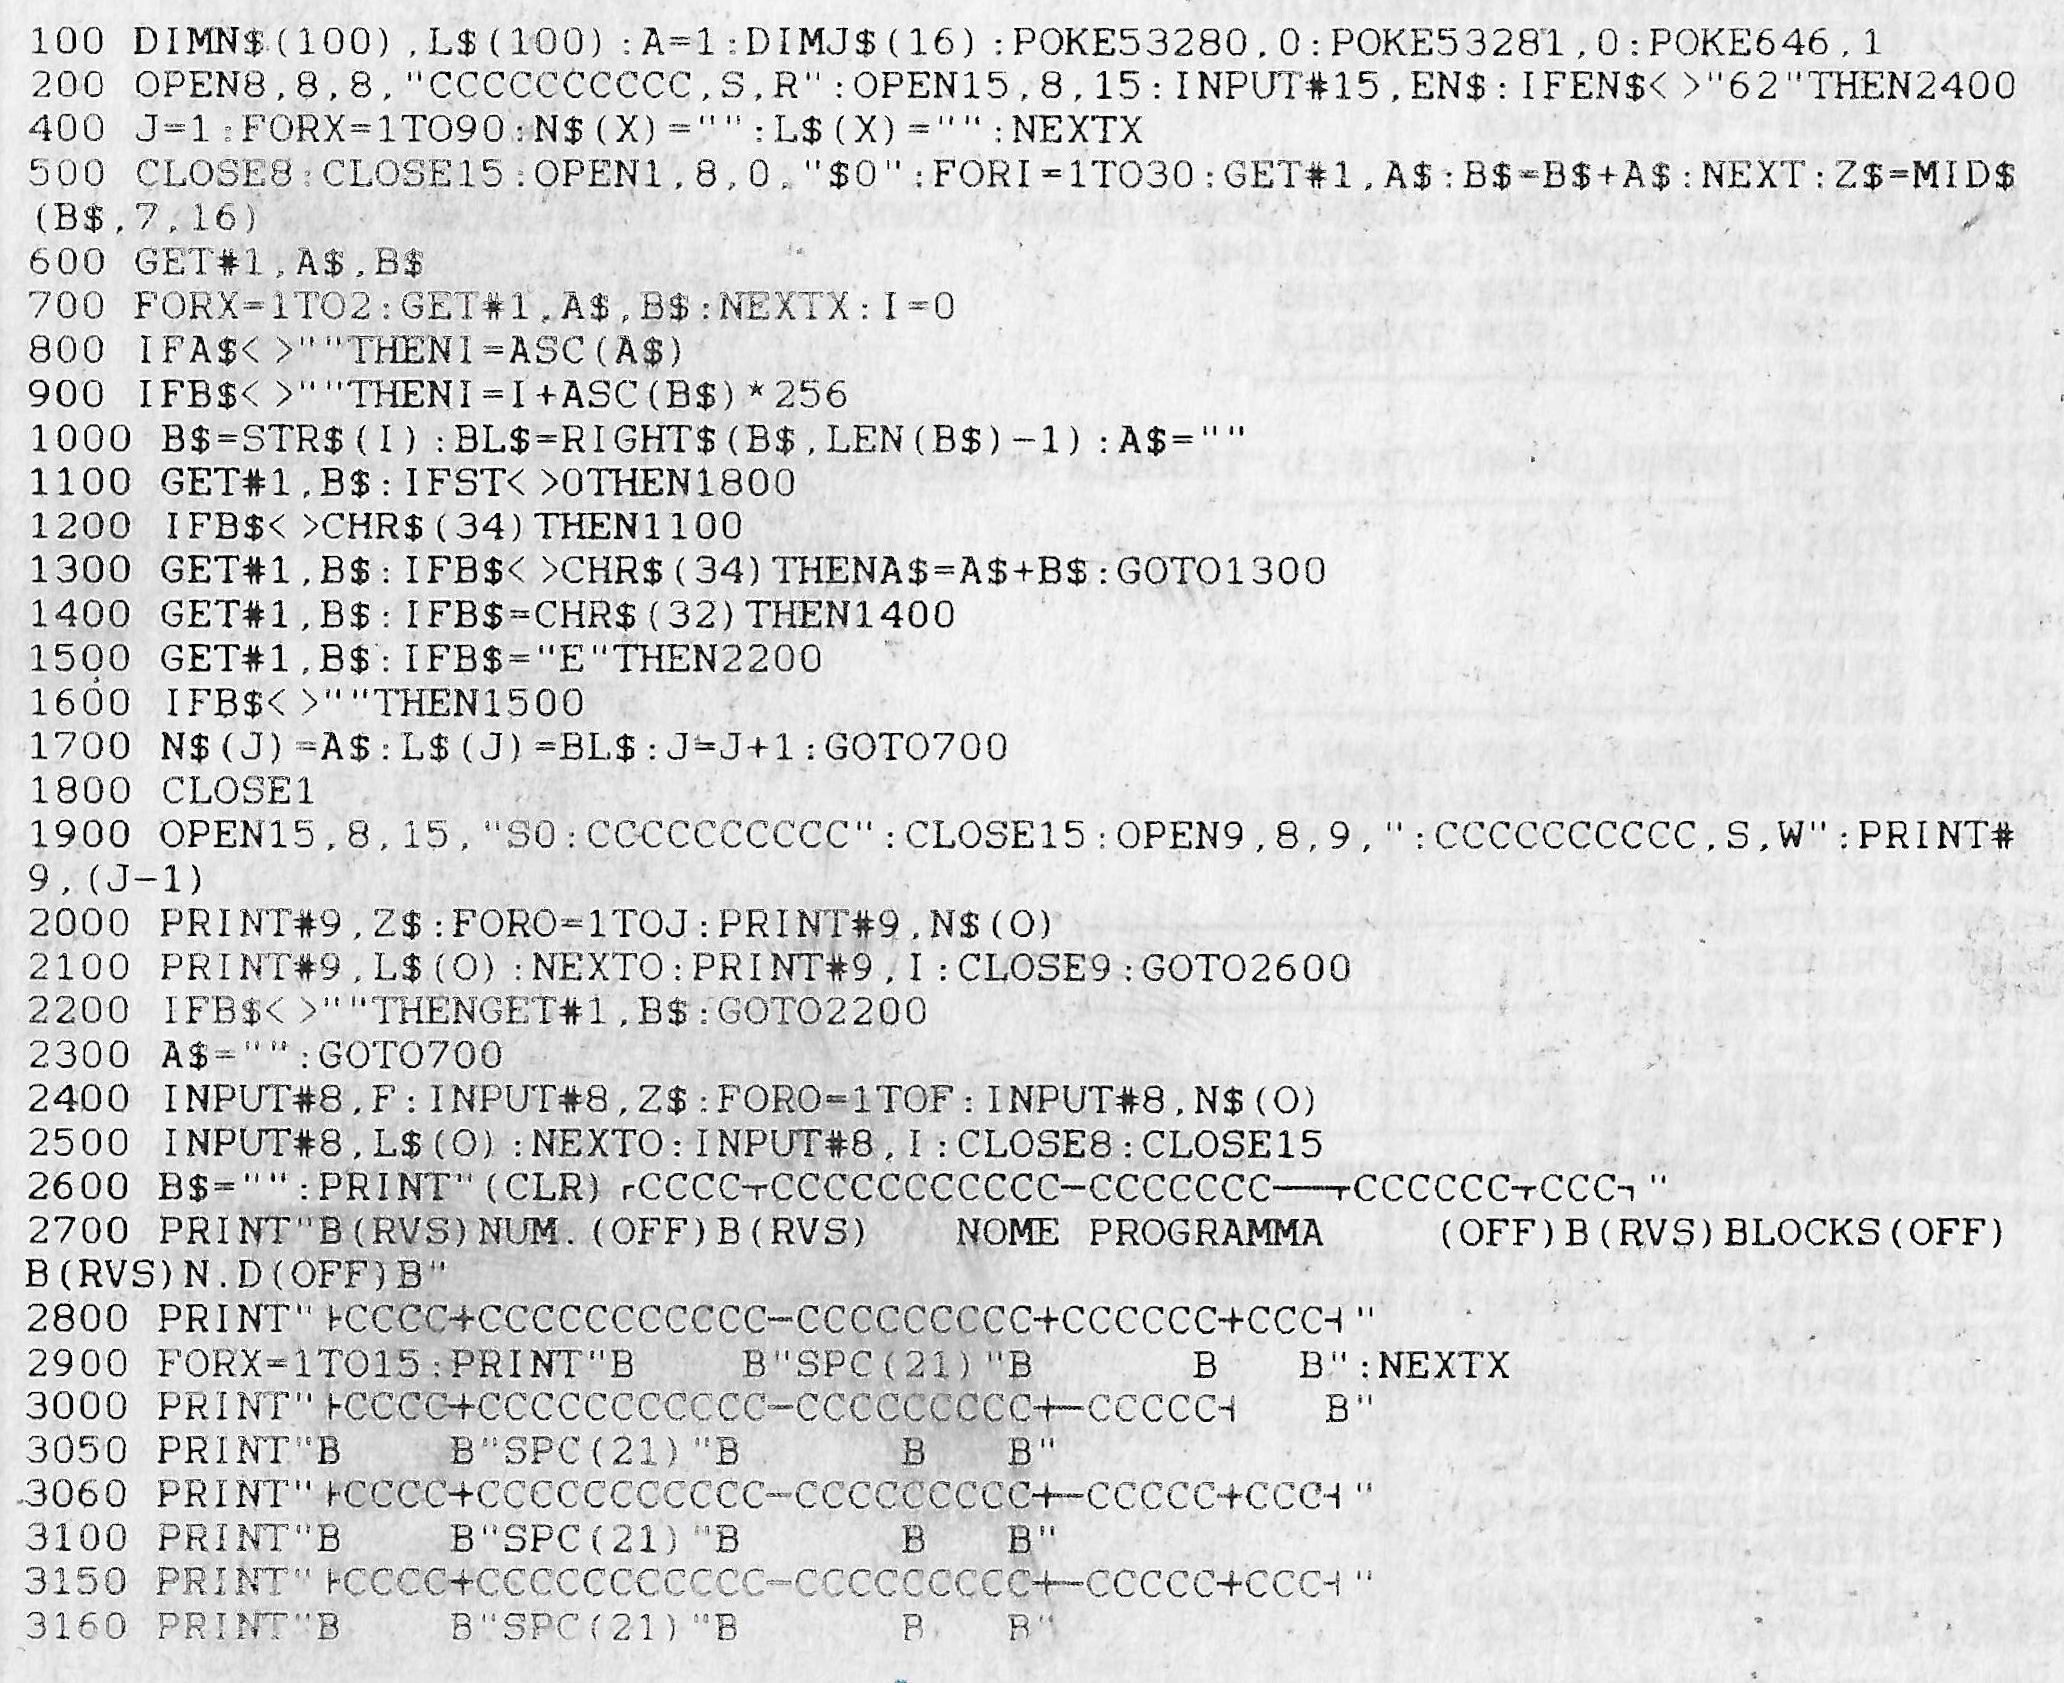 100 DIMN$(100),L$(100):A=1:DIMJ$(16):POKE53280,0:POKE53281,0:POKE646,1
200 OPEN8,8,8,"CCCCCCCCCC,S,R":OPEN15,8,15:INPUT#15,EN$:IFEN$<>"62"THEN2400
400 J=1:FORX=1TO90:N$(X)="":L$(X)="":NEXTX
500 CLOSE8:CLOSE15:OPEN1,8,0,"$0":FORI=1TO30:GET#1,A$:B$=B$+A$:NEXT:Z$=MID$
(B$,7,16)
600 GET#1,A$,B$
700 FORX=1TO2:GET#1,A$,B$:NEXTX:I=0
800 IFA$<>""THENI=ASC(A$)
900 IFB$<>""THENI=I+ASC(B$)*256
1000 B$=STR$(I):BL$=RIGHT$(B$,LEN(B$)-1):A$=""
1100 GET#1,B$:IFST<>0THEN1800
1200 IFB$<>CHR$(34)THEN1100
1300 GET#1,B$:IFB$<>CHR$(34)THENA$=A$+B$:GOTO1300
1400 GET#1,B$:IFB$=CHR$(32)THEN1400
1500 GET#1,B$:IFB$="E"THEN2200
1600 IFB$<>""THEN1500
1700 N$(J)=A$:L$(J)=BL$:J=J+1:GOTO700
1800 CLOSE1
1900 OPEN15,8,15,"S0:CCCCCCCCCC":CLOSE15:OPEN9,8,9,":CCCCCCCCCC,S,W":PRINT#
9,(J-1)
2000 PRINT#9,Z$:FORO=1TOJ:PRINT#9,N$(O)
2100 PRINT#9,L$(O):NEXTO:PRINT#9,I:CLOSE9:GOTO2600
2200 IFB$<>""THENGET#1,B$:GOTO2200
2300 A$="":GOTO700
2400 INPUT#8,F:INPUT#8,Z$:FORO=1TOF:INPUT#8,N$(O)
2500 INPUT#8,L$(O):NEXTO:INPUT#8,I:CLOSE8:CLOSE15
2600 B$="":PRINT"(CLR)┌CCCC┬CCCCCCCCCCC─CCCCCCC──┬CCCCCC┬CCC┐"
2700 PRINT"B(RVS)NUM.(OFF)B(RVS)   NOME PROGRAMMA    (OFF)B(RVS)BLOCKS(OFF)
B(RVS)N.D(OFF)B"
2800 PRINT"├CCCC+CCCCCCCCCCC─CCCCCCCCC+CCCCCC+CCC┤"
2900 FORX=1TO15:PRINT"B    B"SPC(21)"B      B   B":NEXTX
3000 PRINT"├CCCC+CCCCCCCCCCC─CCCCCCCCC+─CCCCC┤   B"
3050 PRINT"B    B"SPC(21)"B      B   B"
3060 PRINT"├CCCC+CCCCCCCCCCC─CCCCCCCCC+─CCCCC+CCC┤"
3100 PRINT"B    B"SPC(21)"B      B   B"
3150 PRINT"├CCCC+CCCCCCCCCCC─CCCCCCCCC+─CCCCC+CCC┤"
3160 PRINT"B    B"SPC(21)"B      B   B"